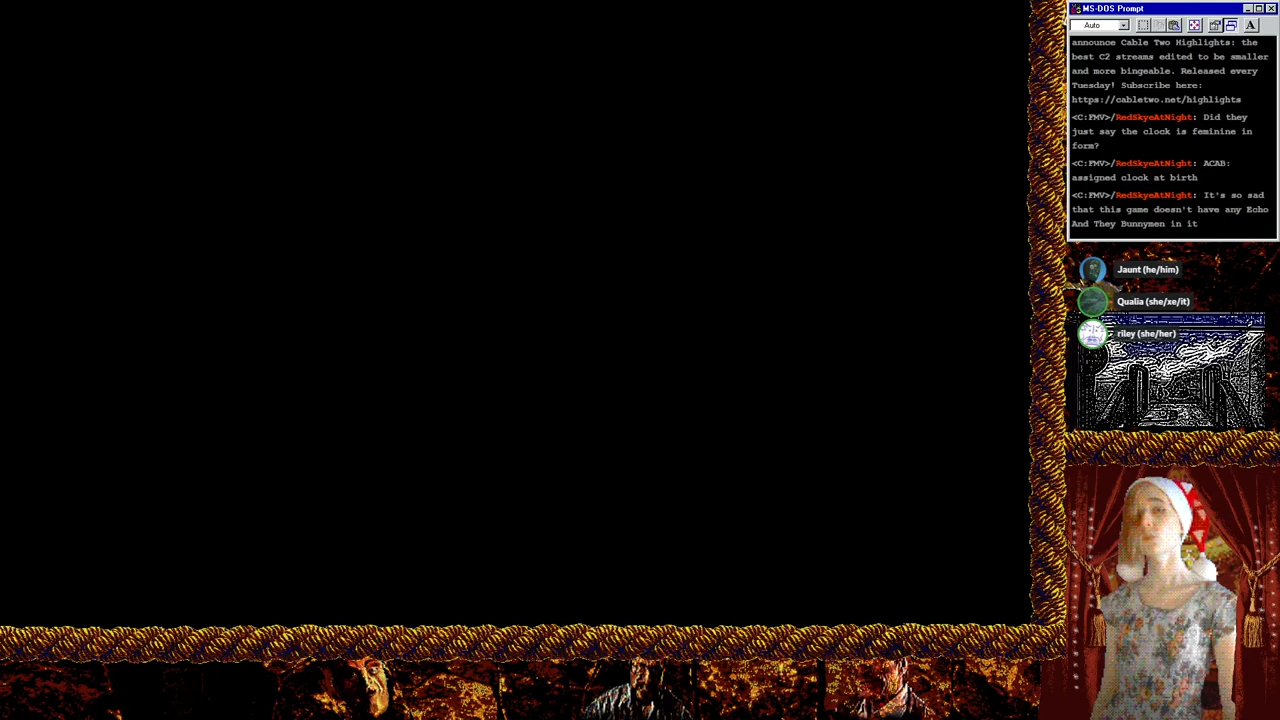 MS-DOS Prompt
Auto
A
announce Cable Two Highlights: the
best C2 streams edited to be smaller
and more bingeable. Released every
Tuesday! Subscribe here:
https://cabletwo.net/highlights
<C:FMV>/RedSkyeAtNight: Did they
just say the clock is feminine in
form?
<C:FMV>/RedSkyeAtNight: ACAB:
assigned clock at birth
<C:FMV>/RedSkyeAtNight: It's so sad
that this game doesn't have any Echo
And They Bunnymen in it
Jaunt (he/him)
Qualia (she/xe/it)
riley (she/her)